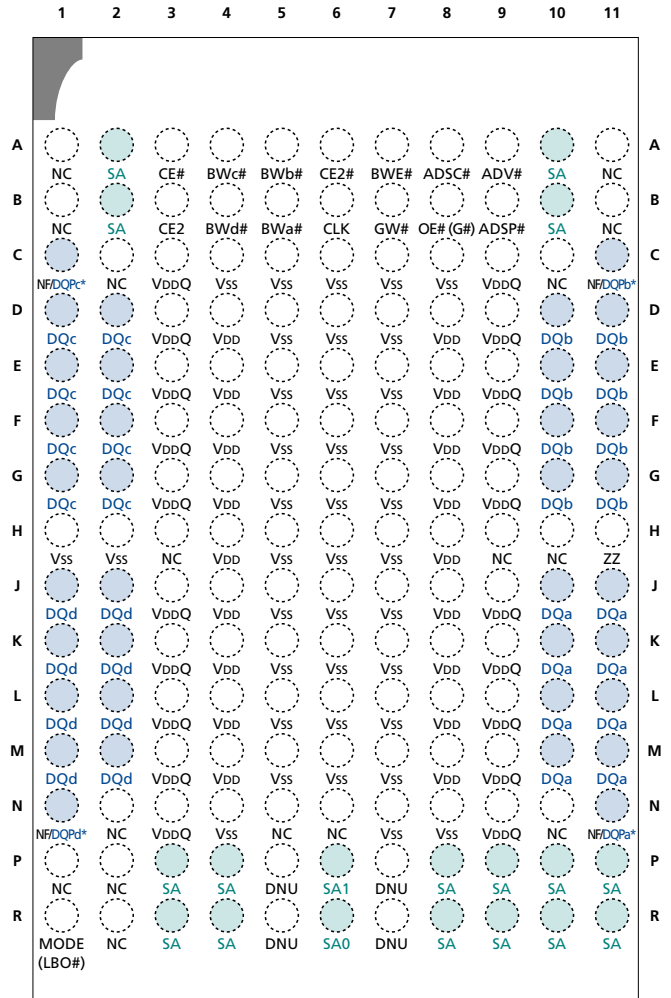 1 2 3 4 5 6 7 8 9 10 11
A A
NC SA CE# BWc# BWb# CE2# BWE# ADSC# ADV# SA NC
B B
NC SA CE2 BWd# BWa# CLK GW# OE# (G#) ADSP# SA NC
C C
NF/DQPc* NC VDDQ VSS VSS VSS VSS VSS VDDQ NC NF/DQPb*
D D
DQc DQc VDDQ VDD VSS VSS VSS VDD VDDQ DQb DQb
E E
DQc DQc VDDQ VDD VSS VSS VSS VDD VDDQ DQb DQb
F F
DQc DQc VDDQ VDD VSS VSS VSS VDD VDDQ DQb DQb
G G
DQc DQc VDDQ VDD VSS VSS VSS VDD VDDQ DQb DQb
H H
VSS VSS NC VDD VSS VSS VSS VDD NC NC ZZ
J J
DQd DQd VDDQ VDD VSS VSS VSS VDD VDDQ DQa DQa
K K
DQd DQd VDDQ VDD VSS VSS VSS VDD VDDQ DQa DQa
L L
DQd DQd VDDQ VDD VSS VSS VSS VDD VDDQ DQa DQa
M M
DQd DQd VDDQ VDD VSS VSS VSS VDD VDDQ DQa DQa
N N
NF/DQPd* NC VDDQ VSS NC NC VSS VSS VDDQ NC NF/DQPa*
P P
NC NC SA SA DNU SA1 DNU SA SA SA SA
R R
MODE NC SA SA DNU SA0 DNU SA SA SA SA
(LBO#)